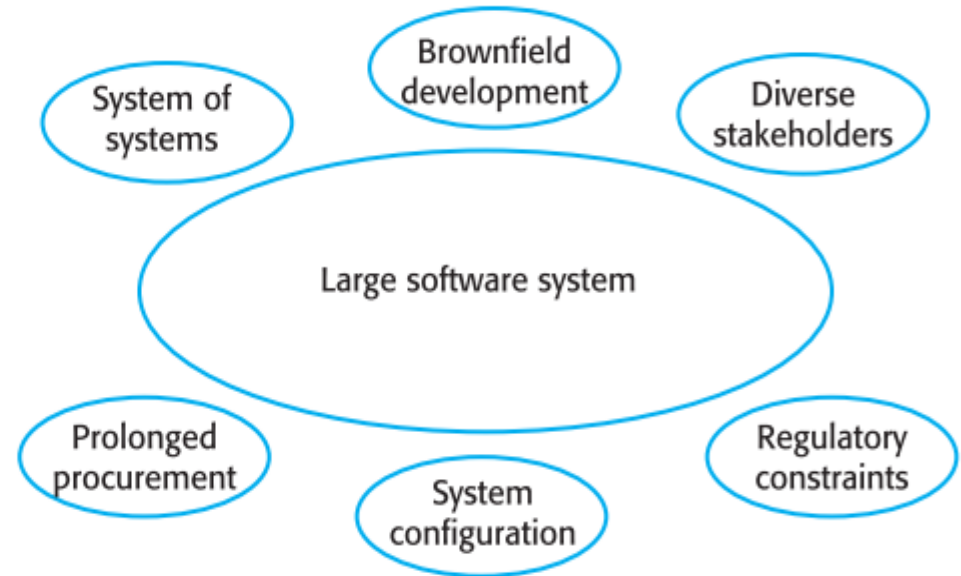 Brownfield
development
System of
systems
Diverse
stakeholders
Large software system
Prolonged
procurement
System
configuration
Regulatory
constraints